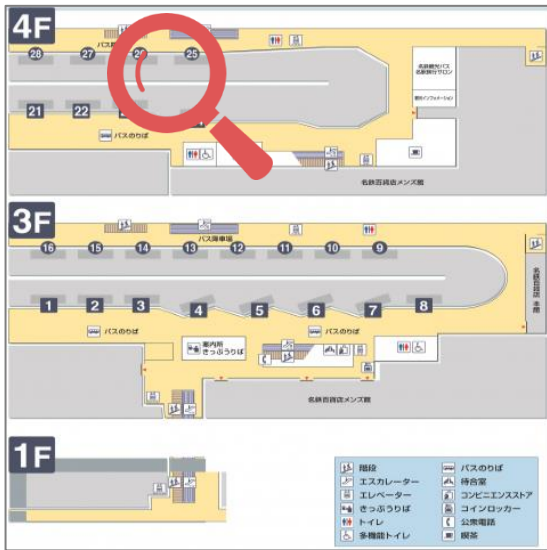 4F
28
27
26
25
21
22
バスのりば
名鉄観光バス
名鉄旅行サロン
観光インフォメーション
名鉄百貨店メンズ館
3F
16
15
14
13
12
11
10
9
バス降車場
1
2
3
4
5
6
7
8
バスのりば
バスのりば
案内所
きっぷうりば
名鉄百貨店 本館
名鉄百貨店メンズ館
1F
階段
エスカレーター
エレベーター
きっぷうりば
トイレ
多機能トイレ
バスのりば
待合室
コンビニエンスストア
コインロッカー
公衆電話
喫茶